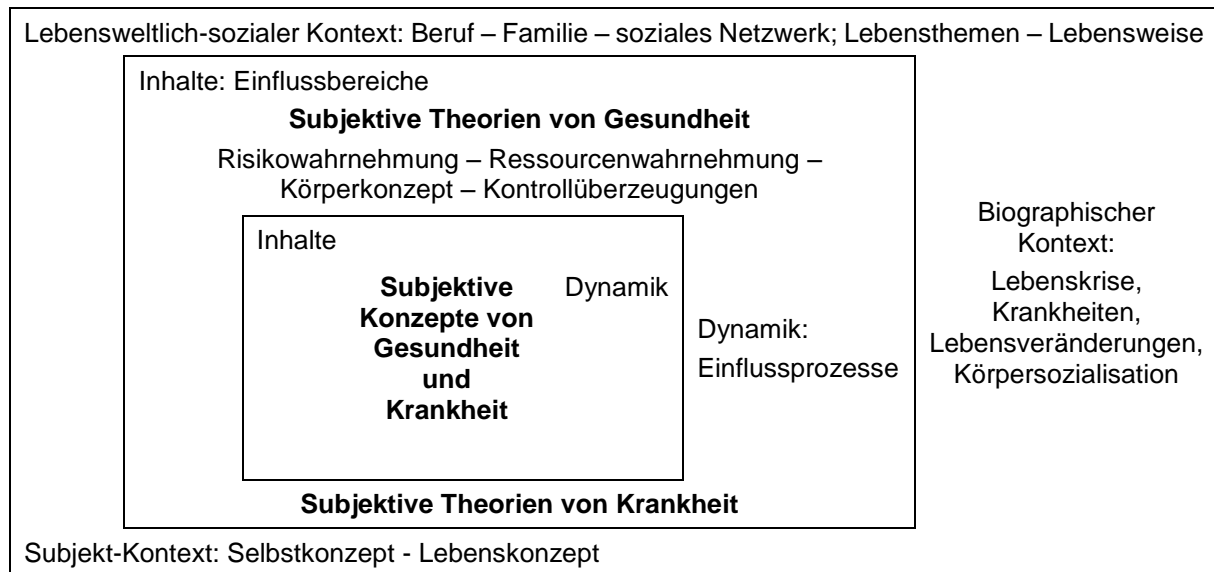 Lebensweltlich-sozialer Kontext: Beruf – Familie – soziales Netzwerk; Lebensthemen – Lebensweise
Inhalte: Einflussbereiche
Subjektive Theorien von Gesundheit
Risikowahrnehmung – Ressourcenwahrnehmung –
Körperkonzept – Kontrollüberzeugungen
Inhalte
Subjektive
Konzepte von
Gesundheit
und
Krankheit
Dynamik
Dynamik:
Einflussprozesse
Biographischer
Kontext:
Lebenskrise,
Krankheiten,
Lebensveränderungen,
Körpersozialisation
Subjektive Theorien von Krankheit
Subjekt-Kontext: Selbstkonzept - Lebenskonzept